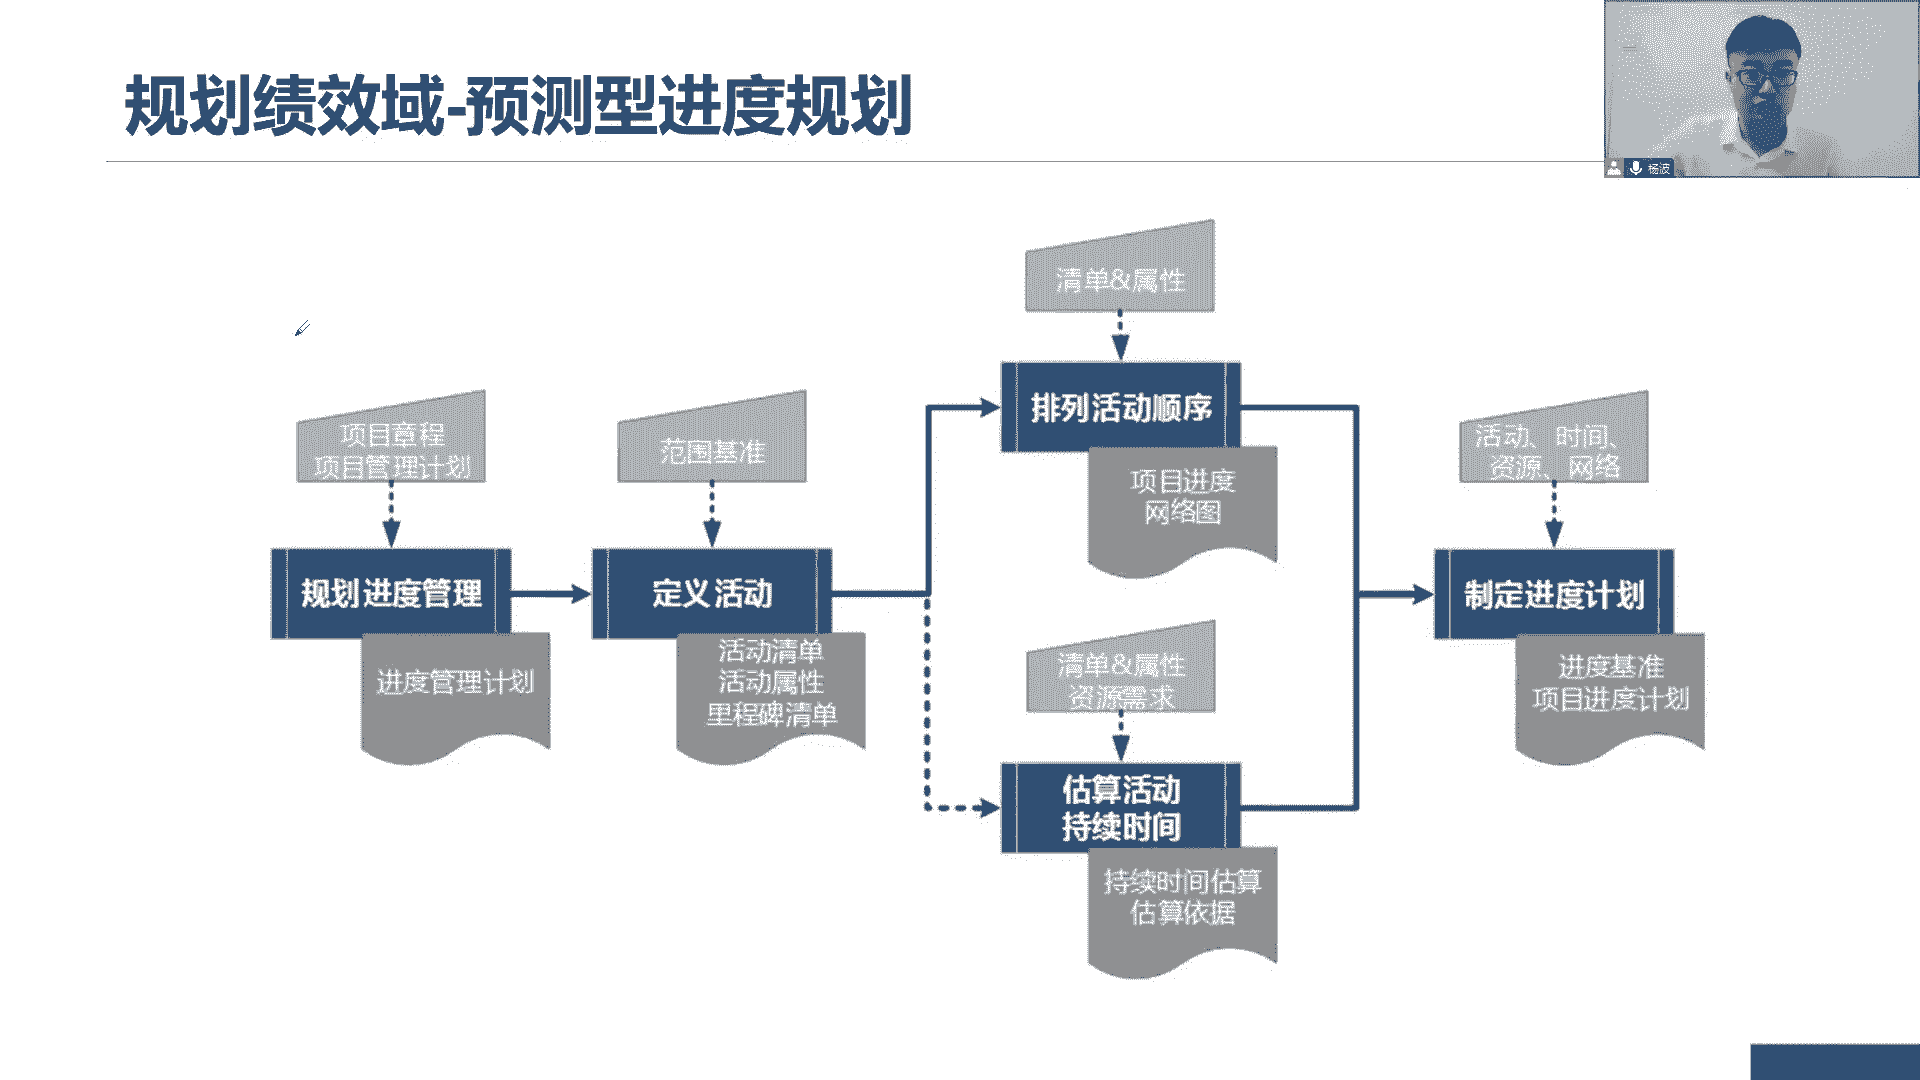 规划绩效域-预测型进度规划
杨波
清单&属性
排列活动顺序
项目进度
网络图
项目章程
项目管理计划
规划进度管理
进度管理计划
范围基准
定义活动
活动清单
活动属性
里程碑清单
清单&属性
资源需求
估算活动
持续时间
持续时间估算
估算依据
活动、时间、
资源、网络
制定进度计划
进度基准
项目进度计划